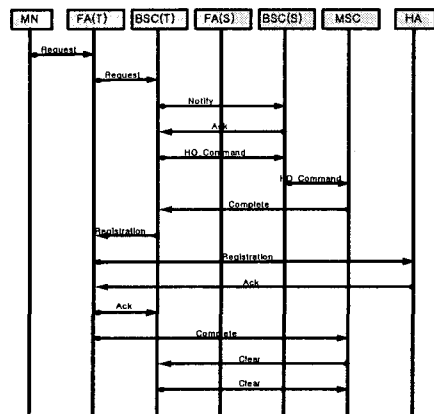 MN FA(T) BSC(T) FA(S) BSC(S) MSC HA
Request
Request
Notify
Ack
HO Command
HO Command
Complete
Registration
Registration
Ack
Ack
Complete
Clear
Clear